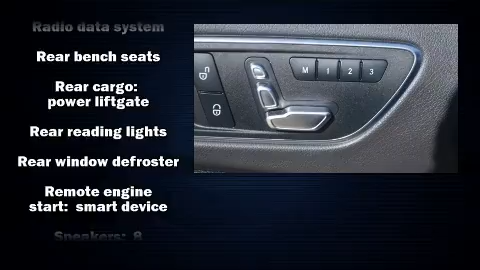 Radio data system
Rear bench seats
Rear cargo:
power liftgate
Rear reading lights
Rear window defroster
Remote engine
start: smart device
Speakers: 8
M 1 2 3